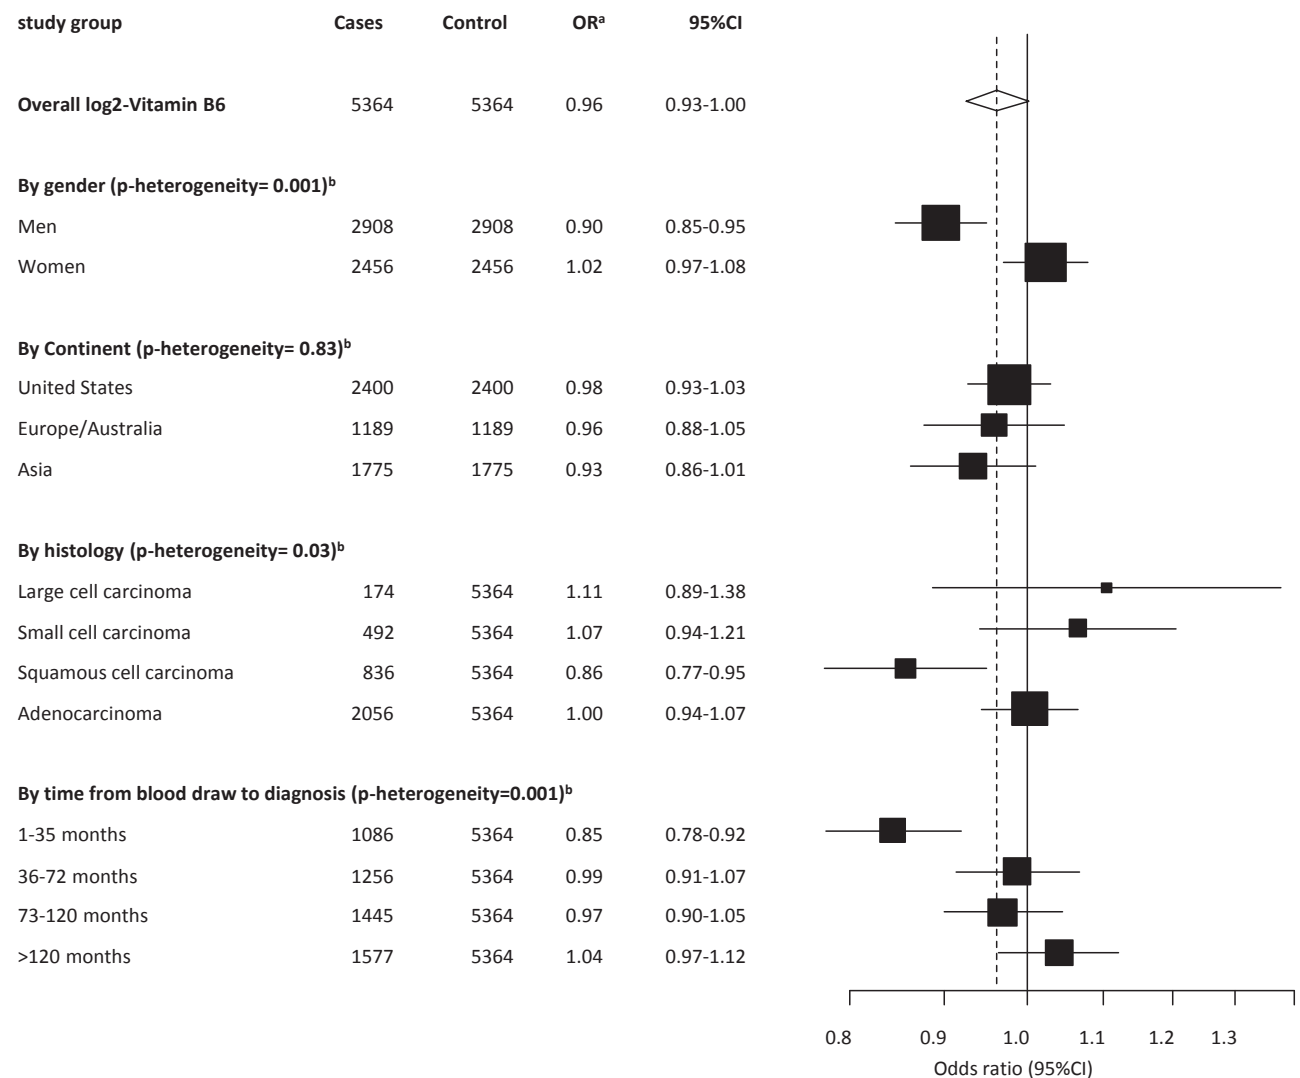 study group Cases Control ORᵃ 95%CI
Overall log2-Vitamin B6 5364 5364 0.96 0.93-1.00
By gender (p-heterogeneity= 0.001)ᵇ
Men 2908 2908 0.90 0.85-0.95
Women 2456 2456 1.02 0.97-1.08
By Continent (p-heterogeneity= 0.83)ᵇ
United States 2400 2400 0.98 0.93-1.03
Europe/Australia 1189 1189 0.96 0.88-1.05
Asia 1775 1775 0.93 0.86-1.01
By histology (p-heterogeneity= 0.03)ᵇ
Large cell carcinoma 174 5364 1.11 0.89-1.38
Small cell carcinoma 492 5364 1.07 0.94-1.21
Squamous cell carcinoma 836 5364 0.86 0.77-0.95
Adenocarcinoma 2056 5364 1.00 0.94-1.07
By time from blood draw to diagnosis (p-heterogeneity=0.001)ᵇ
1-35 months 1086 5364 0.85 0.78-0.92
36-72 months 1256 5364 0.99 0.91-1.07
73-120 months 1445 5364 0.97 0.90-1.05
>120 months 1577 5364 1.04 0.97-1.12
0.8 0.9 1.0 1.1 1.2 1.3
Odds ratio (95%CI)